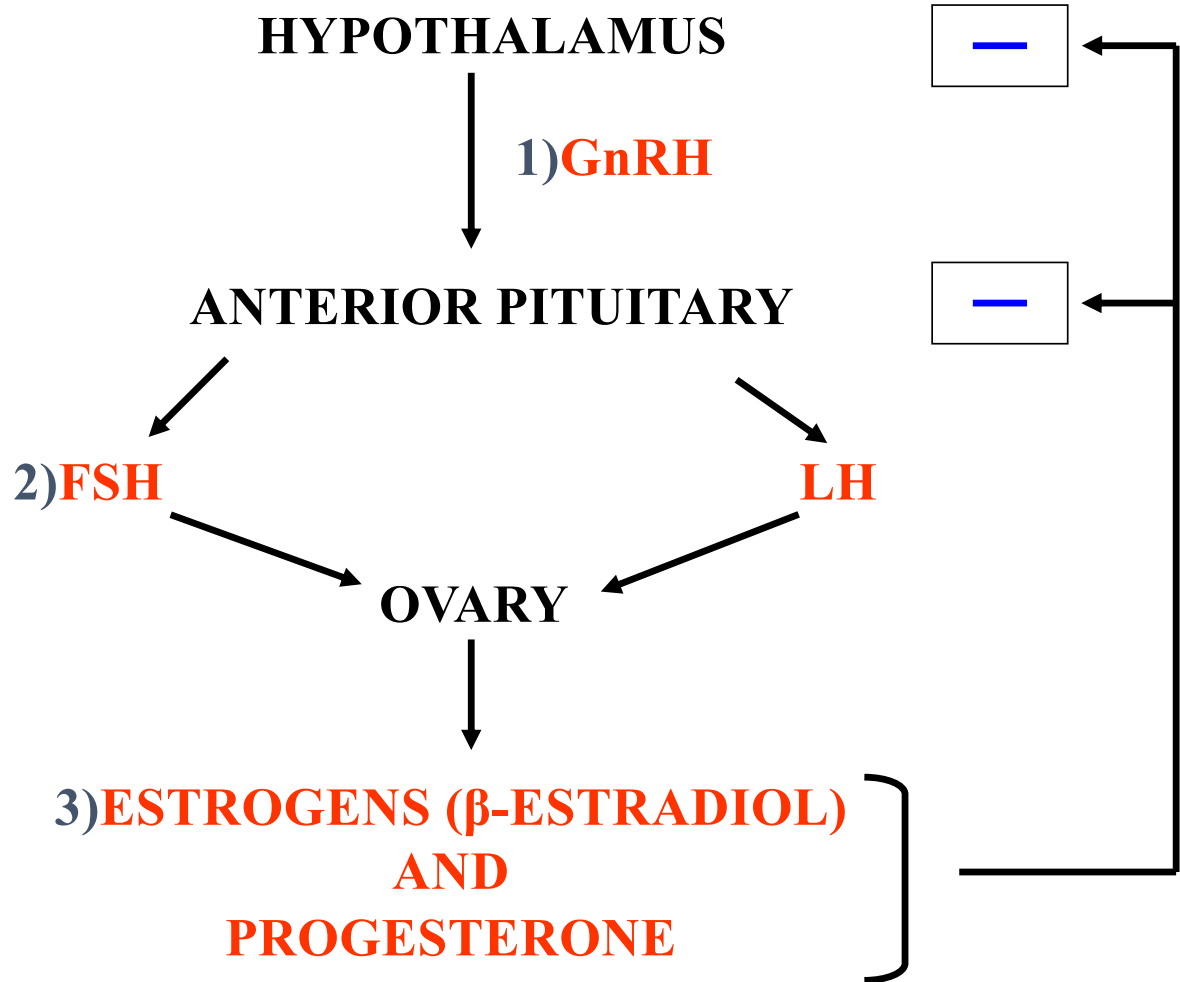 HYPOTHALAMUS
1)GnRH
ANTERIOR PITUITARY
2)FSH
LH
OVARY
3)ESTROGENS (β-ESTRADIOL)
AND
PROGESTERONE